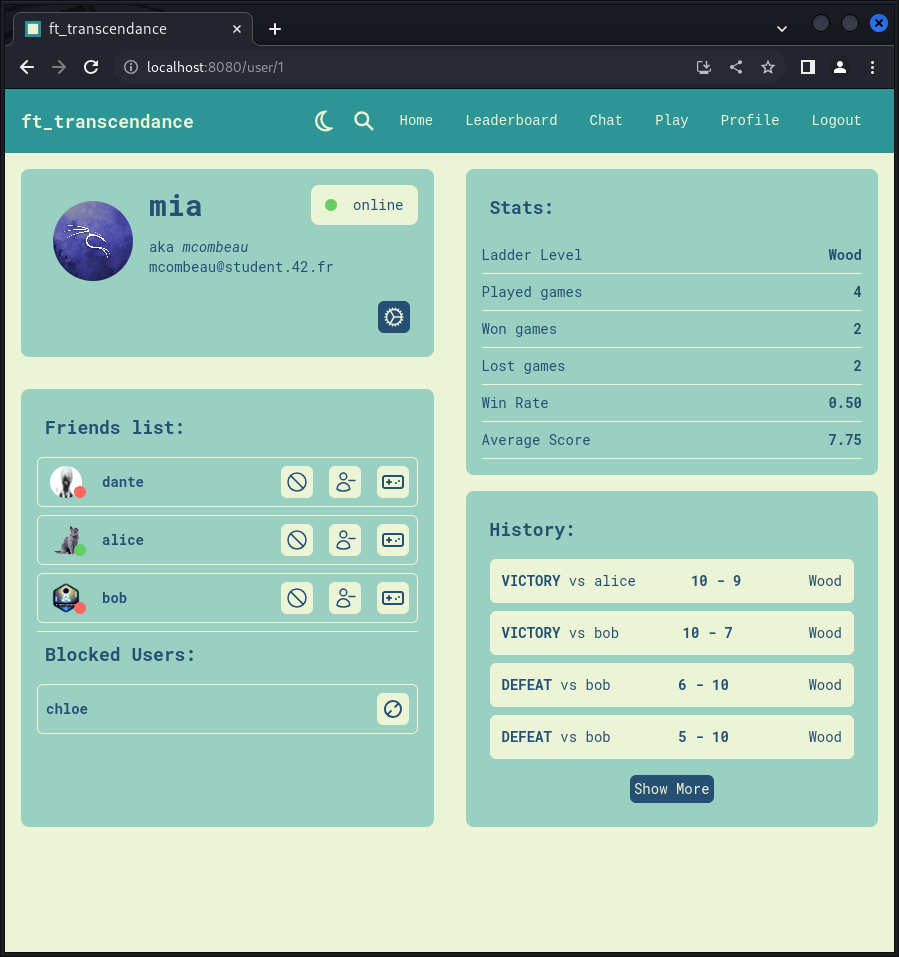 ft_transcendance
localhost:8080/user/1
ft_transcendance Home Leaderboard Chat Play Profile Logout
mia
online
aka mcombeau
mcombeau@student.42.fr
Friends list:
dante
alice
bob
Blocked Users:
chloe
Stats:
Ladder Level Wood
Played games 4
Won games 2
Lost games 2
Win Rate 0.50
Average Score 7.75
History:
VICTORY vs alice 10 - 9 Wood
VICTORY vs bob 10 - 7 Wood
DEFEAT vs bob 6 - 10 Wood
DEFEAT vs bob 5 - 10 Wood
Show More